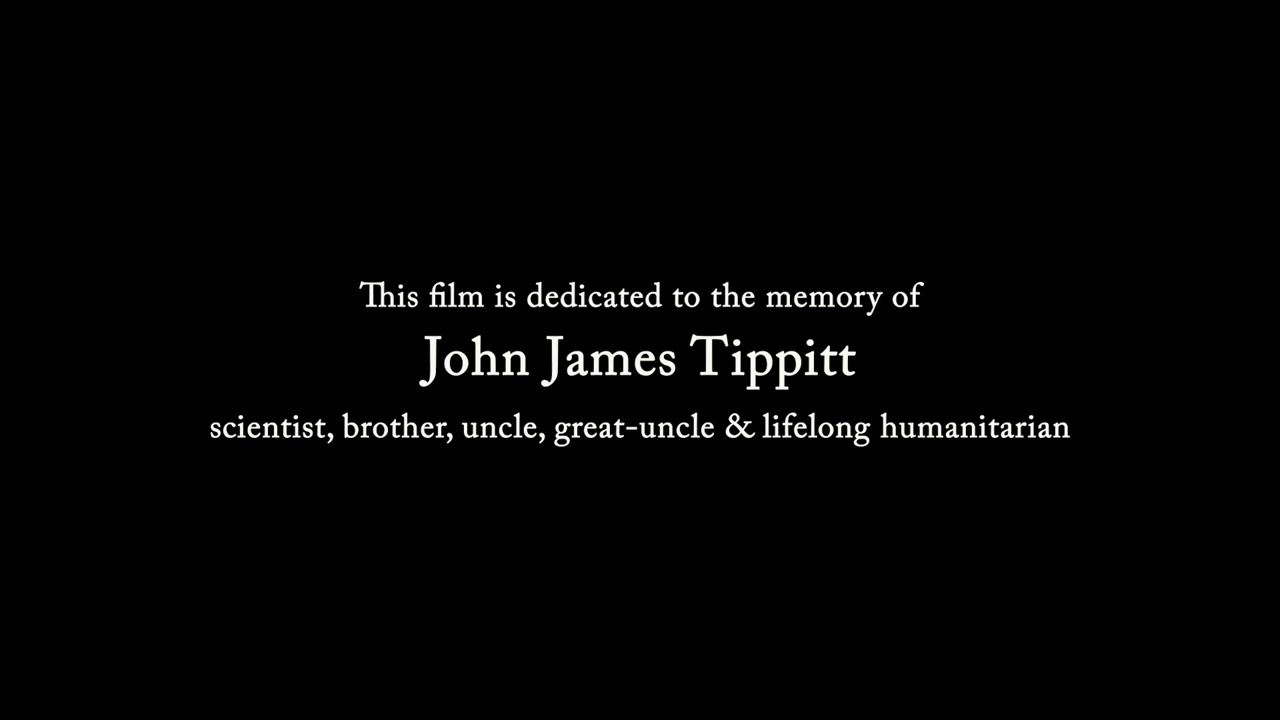 This film is dedicated to the memory of
John James Tippitt
scientist, brother, uncle, great-uncle & lifelong humanitarian